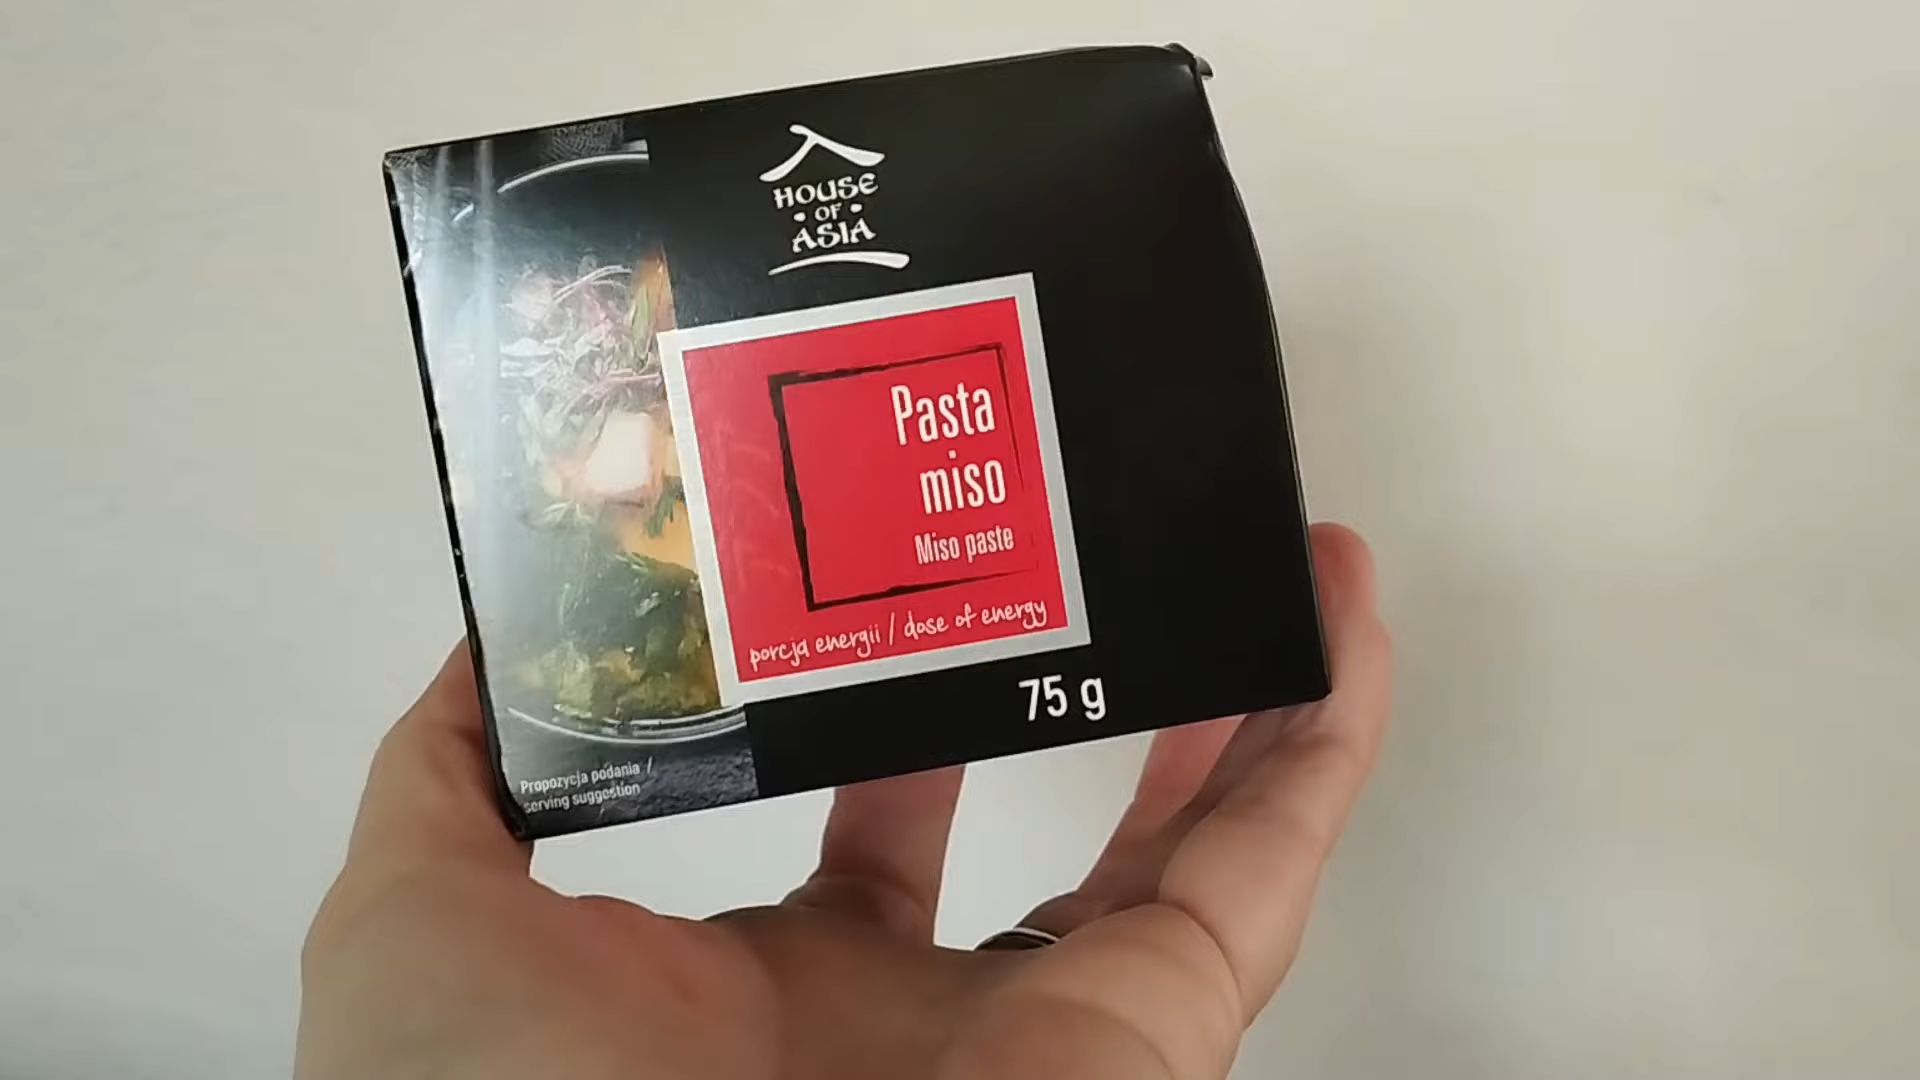 HOUSE
OF
ASIA
Pasta
miso
Miso paste
porcja energii / dose of energy
75 g
Propozycja podania /
serving suggestion